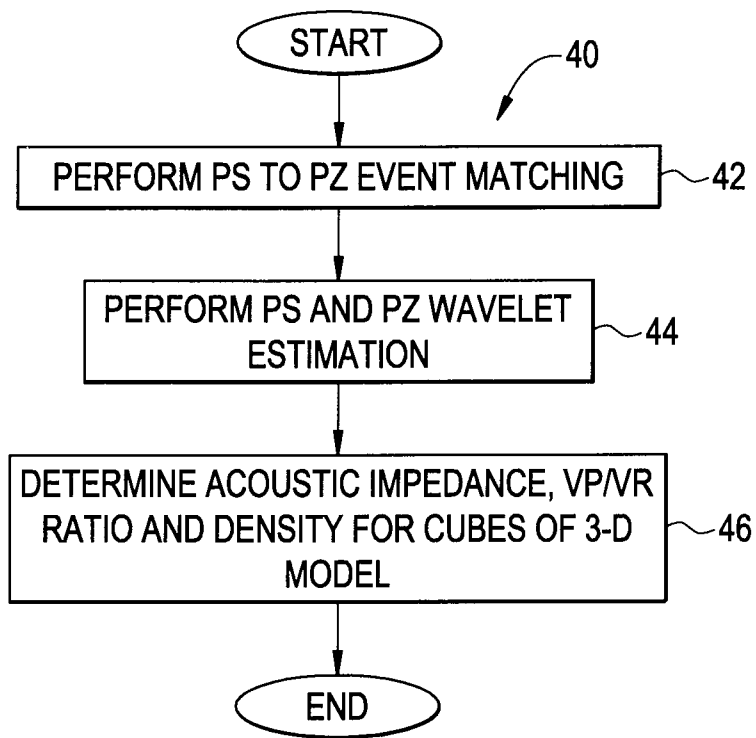 START
40
PERFORM PS TO PZ EVENT MATCHING
42
PERFORM PS AND PZ WAVELET
ESTIMATION
44
DETERMINE ACOUSTIC IMPEDANCE, VP/VR
RATIO AND DENSITY FOR CUBES OF 3-D
MODEL
46
END